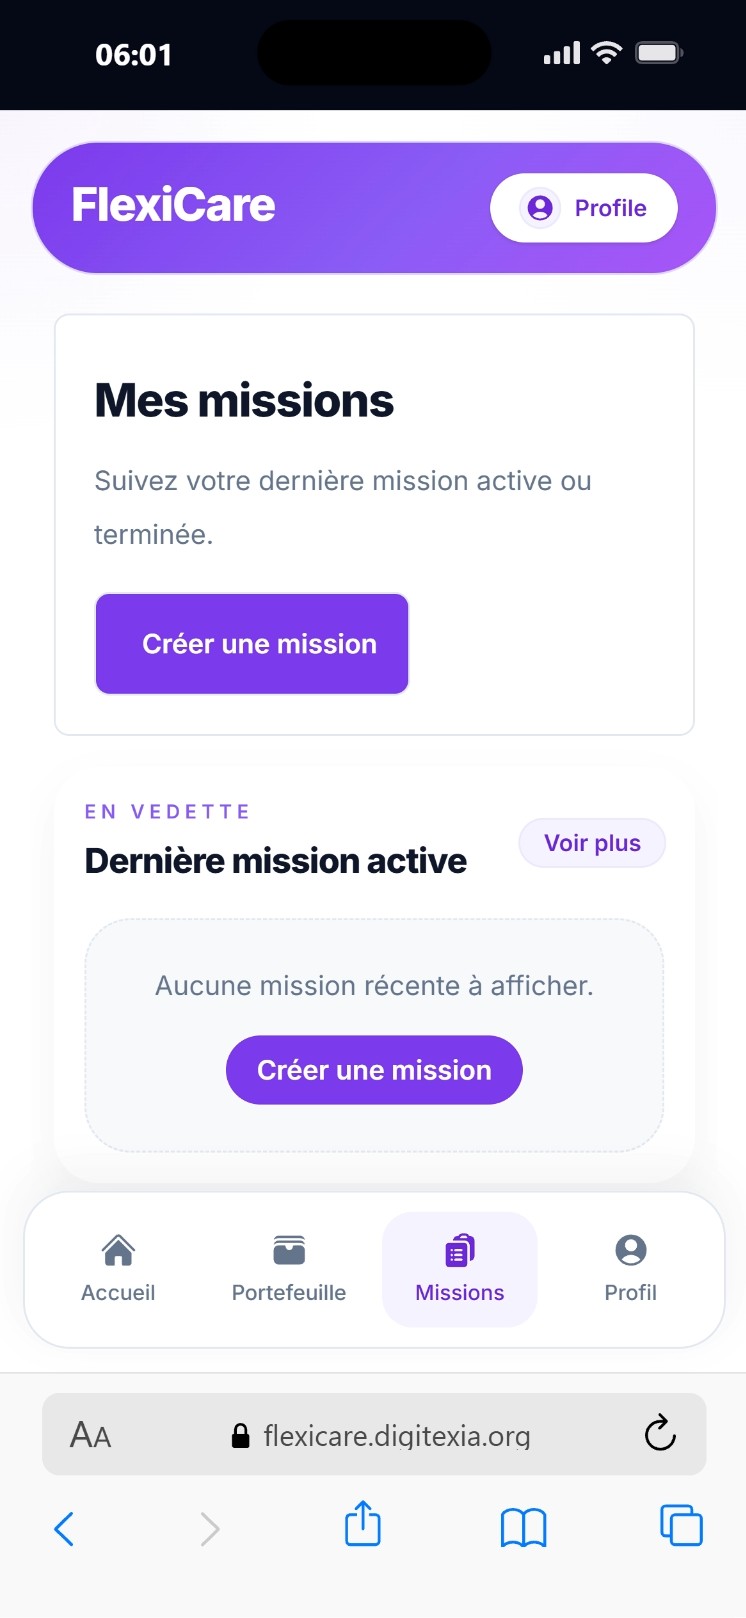 06:01
FlexiCare
Profile
Mes missions
Suivez votre dernière mission active ou
terminée.
Créer une mission
EN VEDETTE
Dernière mission active
Voir plus
Aucune mission récente à afficher.
Créer une mission
Accueil
Portefeuille
Missions
Profil
AA
flexicare.digitexia.org